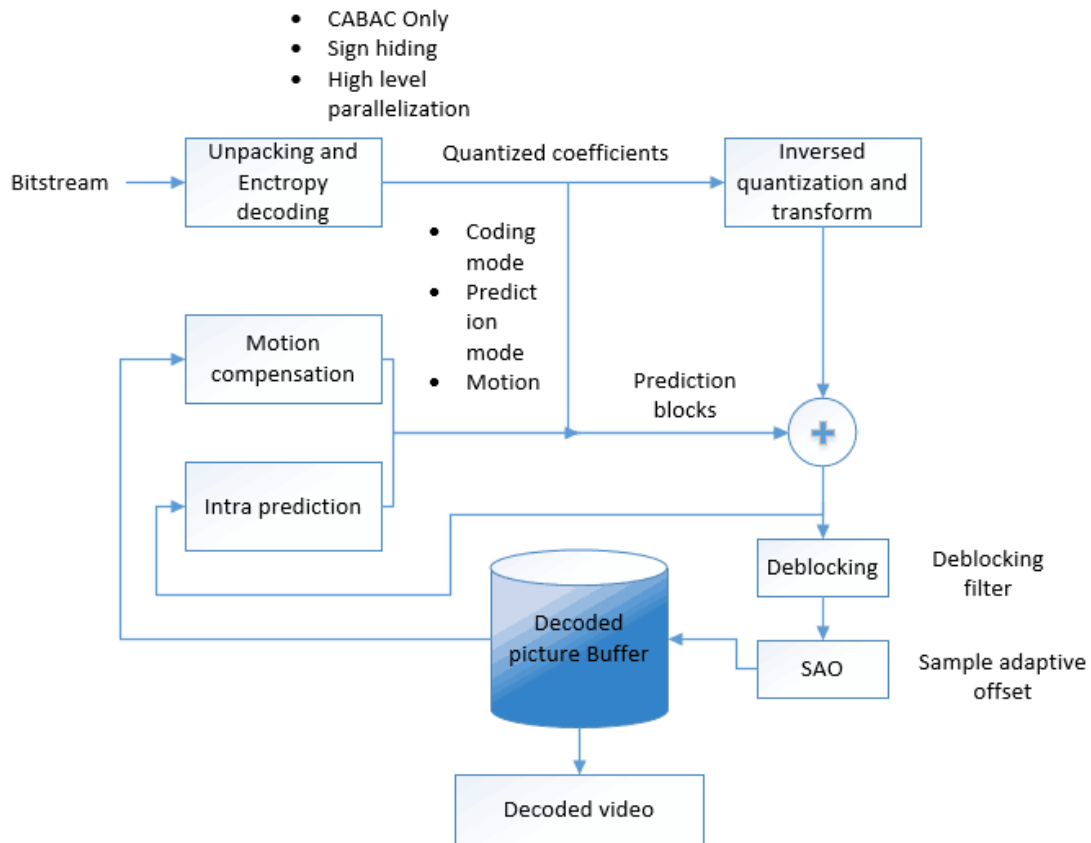 • CABAC Only
• Sign hiding
• High level
parallelization
Unpacking and
Enctropy
decoding
Quantized coefficients
Inversed
quantization and
transform
Bitstream
• Coding
mode
• Predict
ion
mode
• Motion
Motion
compensation
Prediction
blocks
Intra prediction
Deblocking
Deblocking
filter
Decoded
picture Buffer
SAO
Sample adaptive
offset
Decoded video